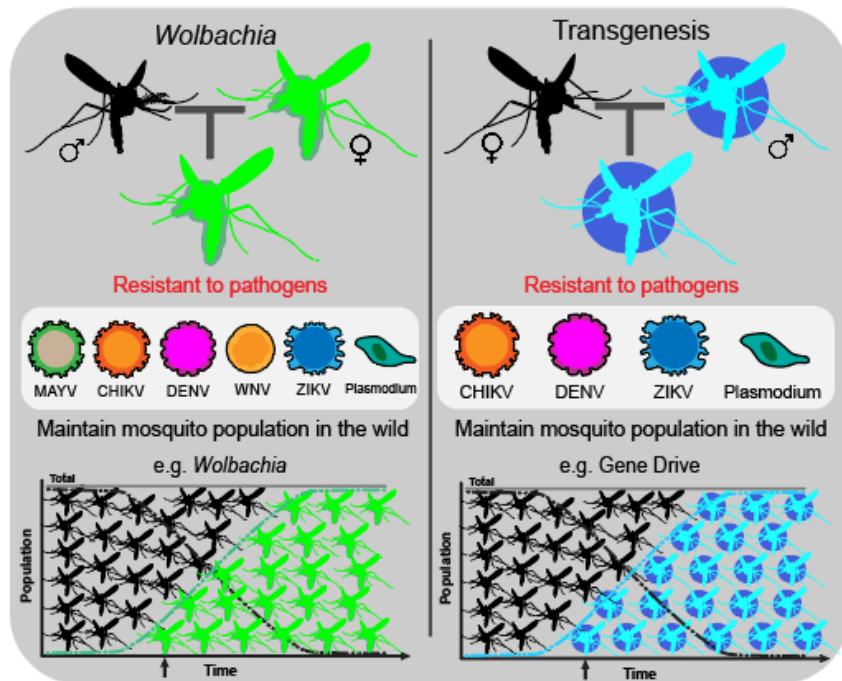 Wolbachia
♂
♀
Resistant to pathogens
MAYV CHIKV DENV WNV ZIKV Plasmodium
Maintain mosquito population in the wild
e.g. Wolbachia
Total
Population
Time
Transgenesis
♀
♂
Resistant to pathogens
CHIKV DENV ZIKV Plasmodium
Maintain mosquito population in the wild
e.g. Gene Drive
Total
Population
Time